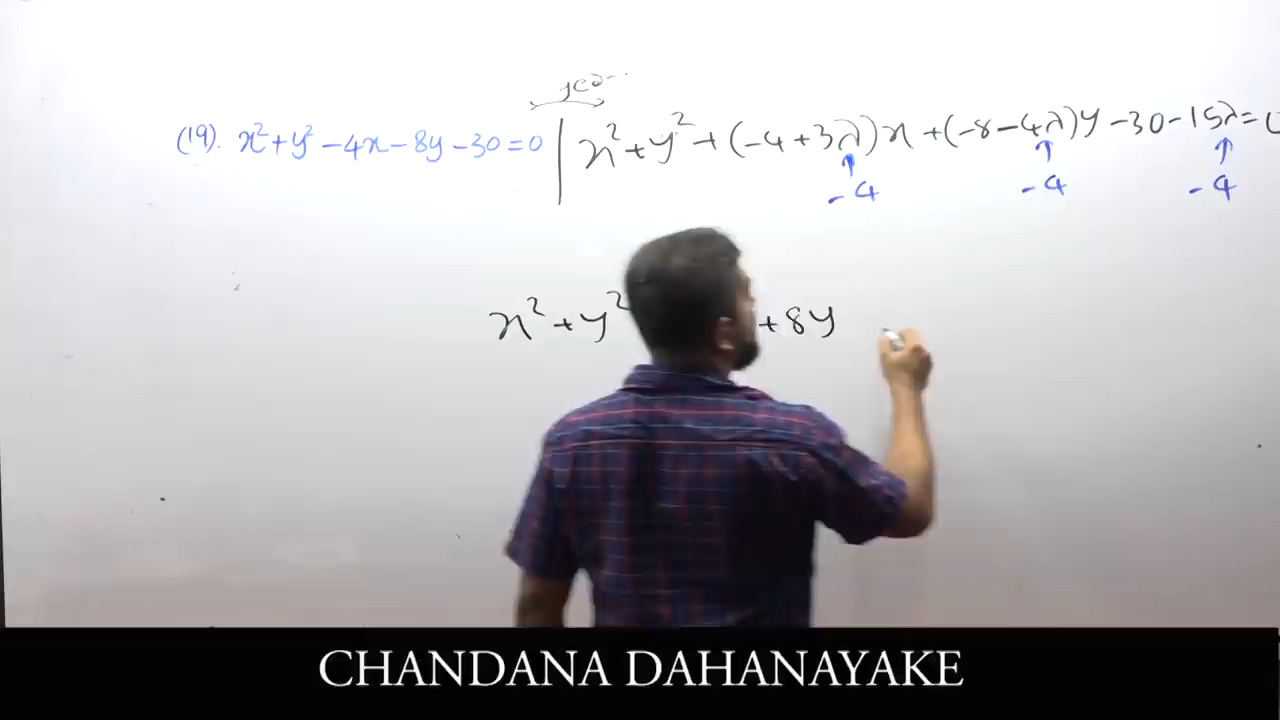 (19). x² + y² - 4x - 8y - 30 = 0 | x² + y² + (-4 + 3λ)x + (-8 - 4λ)y - 30 - 15λ = 0
-4 -4 -4
x² + y² + 8y
CHANDANA DAHANAYAKE